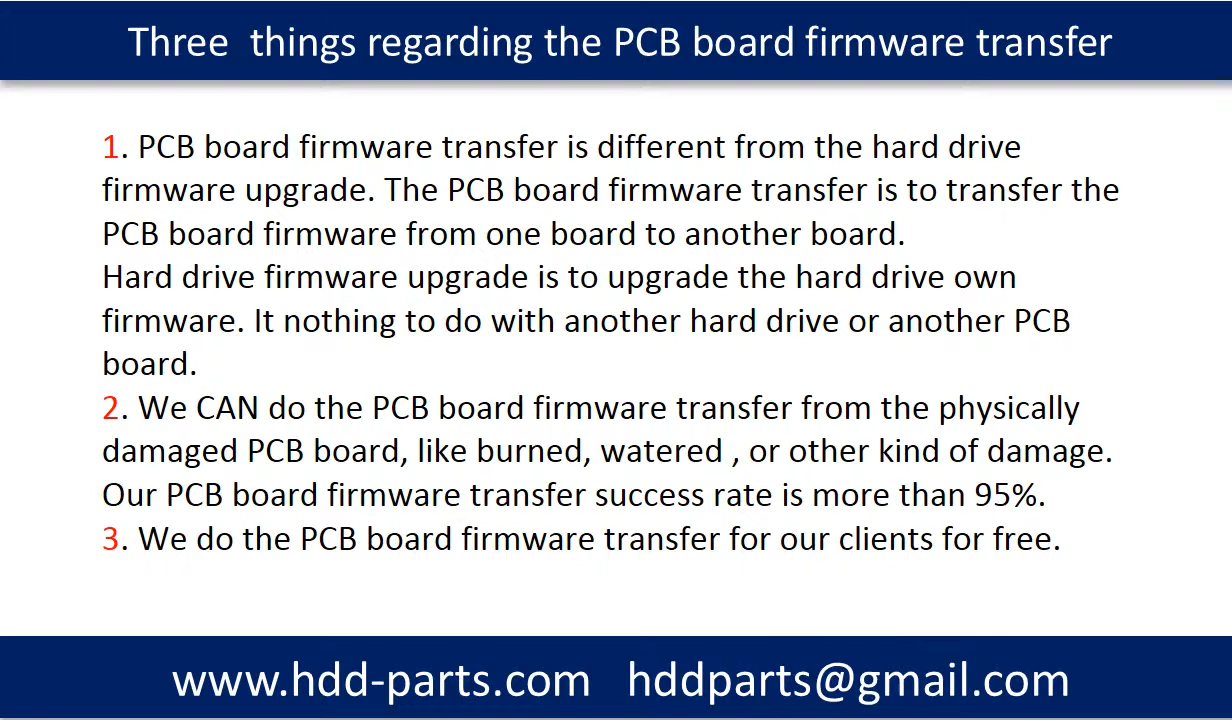 Three  things regarding the PCB board firmware transfer
1. PCB board firmware transfer is different from the hard drive
firmware upgrade. The PCB board firmware transfer is to transfer the
PCB board firmware from one board to another board.
Hard drive firmware upgrade is to upgrade the hard drive own
firmware. It nothing to do with another hard drive or another PCB
board.
2. We CAN do the PCB board firmware transfer from the physically
damaged PCB board, like burned, watered , or other kind of damage.
Our PCB board firmware transfer success rate is more than 95%.
3. We do the PCB board firmware transfer for our clients for free.
www.hdd-parts.com   hddparts@gmail.com